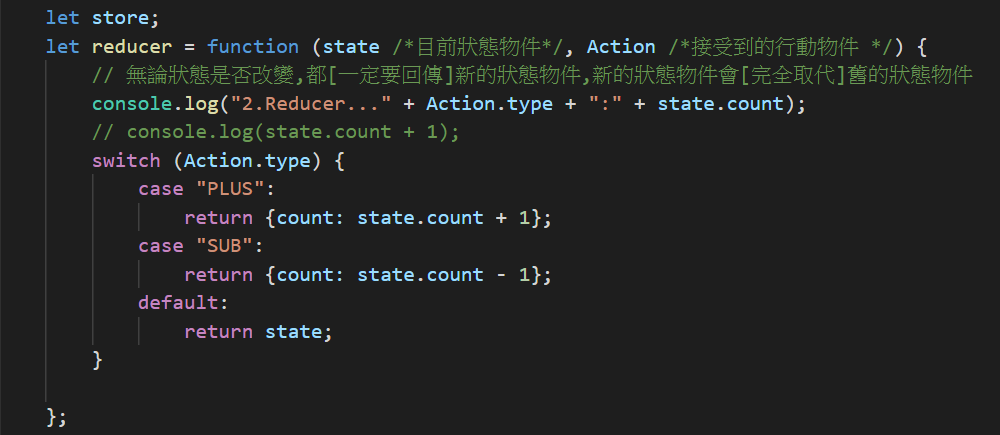 let store;
let reducer = function (state /*目前狀態物件*/, Action /*接受到的行動物件 */) {
// 無論狀態是否改變,都[一定要回傳]新的狀態物件,新的狀態物件會[完全取代]舊的狀態物件
console.log("2.Reducer..." + Action.type + ":" + state.count);
// console.log(state.count + 1);
switch (Action.type) {
case "PLUS":
return {count: state.count + 1};
case "SUB":
return {count: state.count - 1};
default:
return state;
}
};